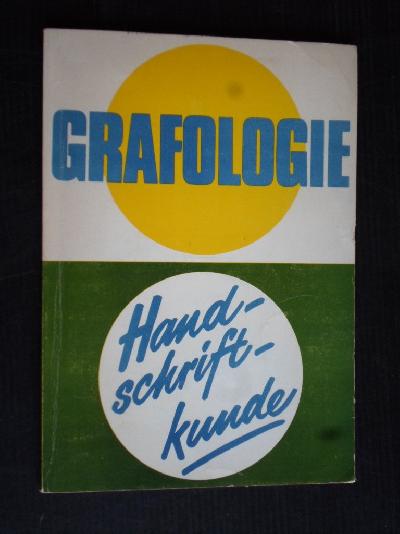 GRAFOLOGIE
Hand-
schrift-
kunde